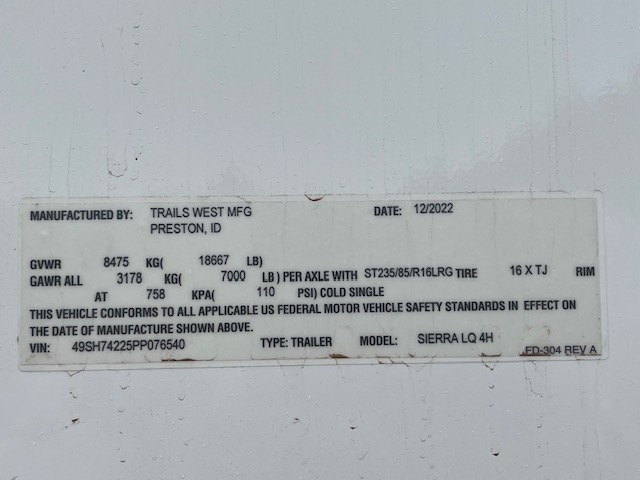 MANUFACTURED BY: TRAILS WEST MFG DATE: 12/2022
PRESTON, ID
GVWR 8475 KG( 18667 LB)
GAWR ALL 3178 KG( 7000 LB ) PER AXLE WITH ST235/85/R16LRG TIRE 16 X TJ RIM
AT 758 KPA( 110 PSI) COLD SINGLE
THIS VEHICLE CONFORMS TO ALL APPLICABLE US FEDERAL MOTOR VEHICLE SAFETY STANDARDS IN EFFECT ON
THE DATE OF MANUFACTURE SHOWN ABOVE.
VIN: 49SH74225PP076540 TYPE: TRAILER MODEL: SIERRA LQ 4H
FD-304 REV A